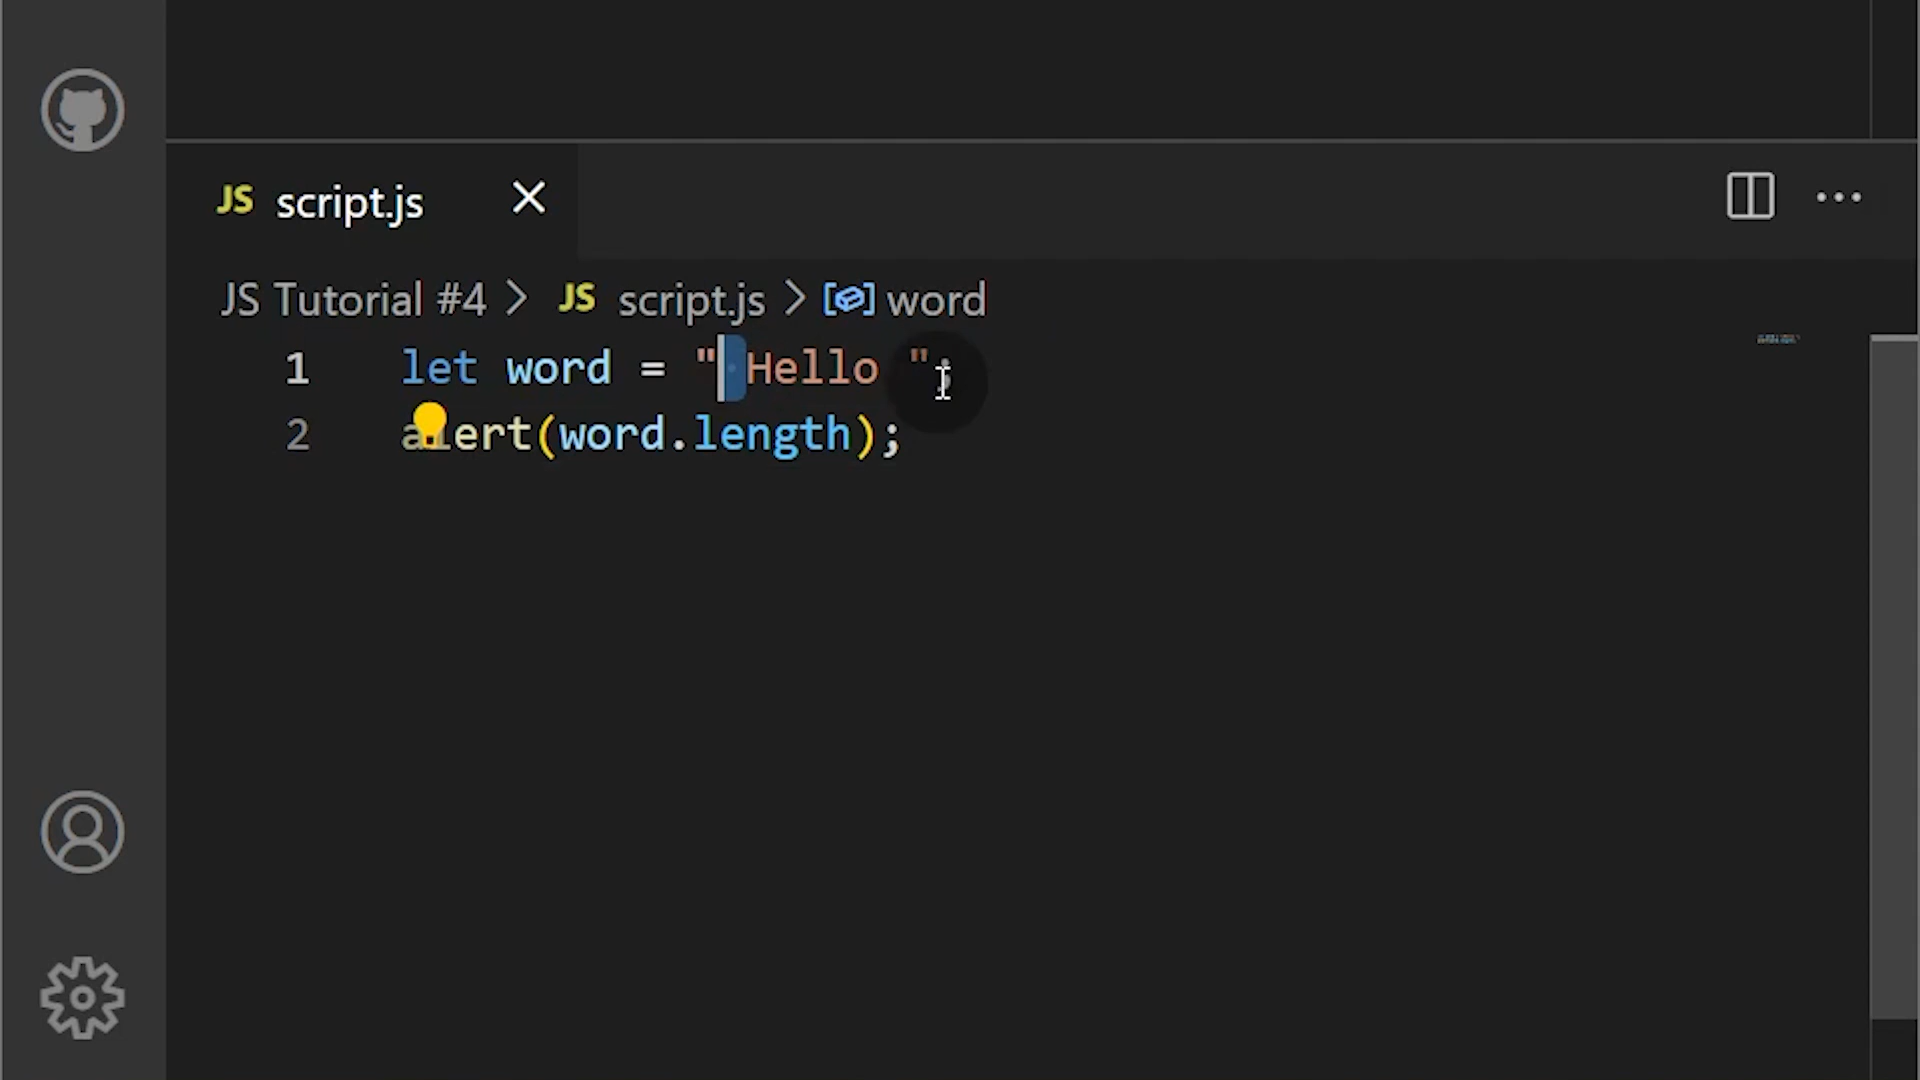 JS script.js
JS Tutorial #4 > JS script.js > word
1 let word = " Hello ";
2 alert(word.length);